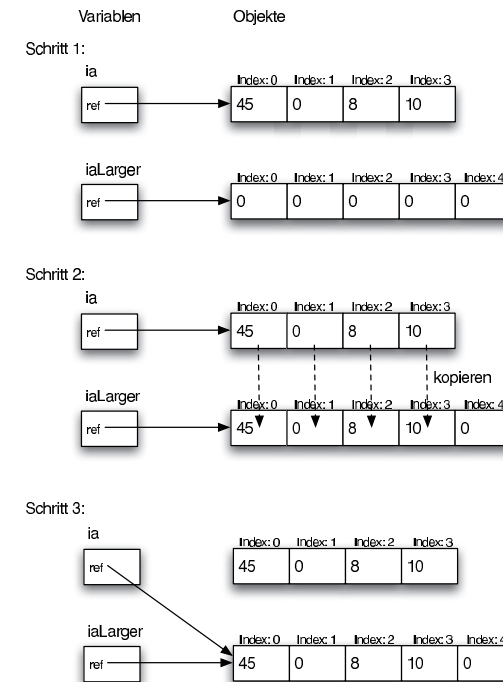 Variablen Objekte
Schritt 1:
ia
Index: 0 Index: 1 Index: 2 Index: 3
ref 45 0 8 10
iaLarger
Index: 0 Index: 1 Index: 2 Index: 3 Index: 4
ref 0 0 0 0 0
Schritt 2:
ia
Index: 0 Index: 1 Index: 2 Index: 3
ref 45 0 8 10
kopieren
iaLarger
Index: 0 Index: 1 Index: 2 Index: 3 Index: 4
ref 45 0 8 10 0
Schritt 3:
ia
Index: 0 Index: 1 Index: 2 Index: 3
ref 45 0 8 10
iaLarger
Index: 0 Index: 1 Index: 2 Index: 3 Index: 4
ref 45 0 8 10 0